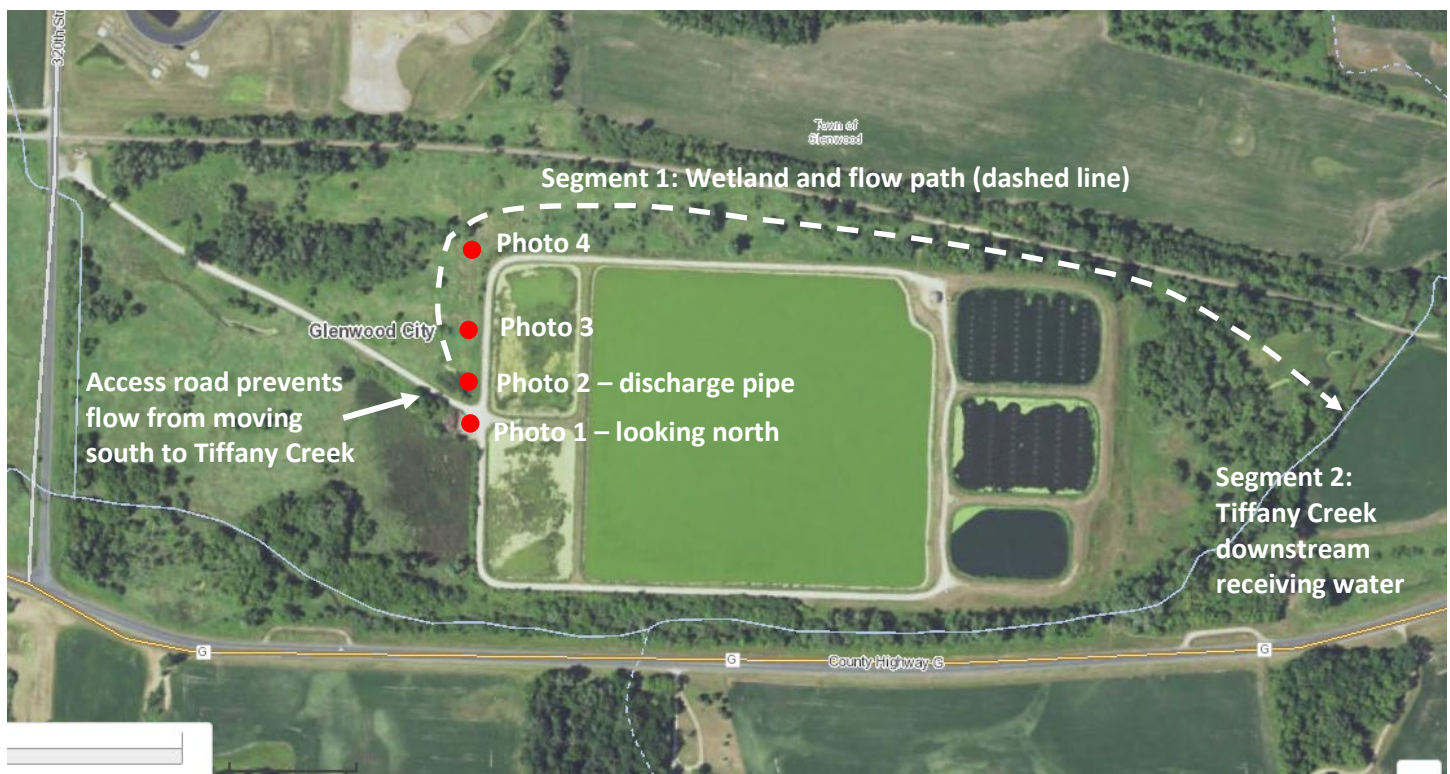 320th Str
Town of
Glenwood
Segment 1: Wetland and flow path (dashed line)
Photo 4
Glenwood City
Photo 3
Access road prevents
flow from moving
south to Tiffany Creek
Photo 2 – discharge pipe
Photo 1 – looking north
Segment 2:
Tiffany Creek
downstream
receiving water
G
G
County Highway G
G